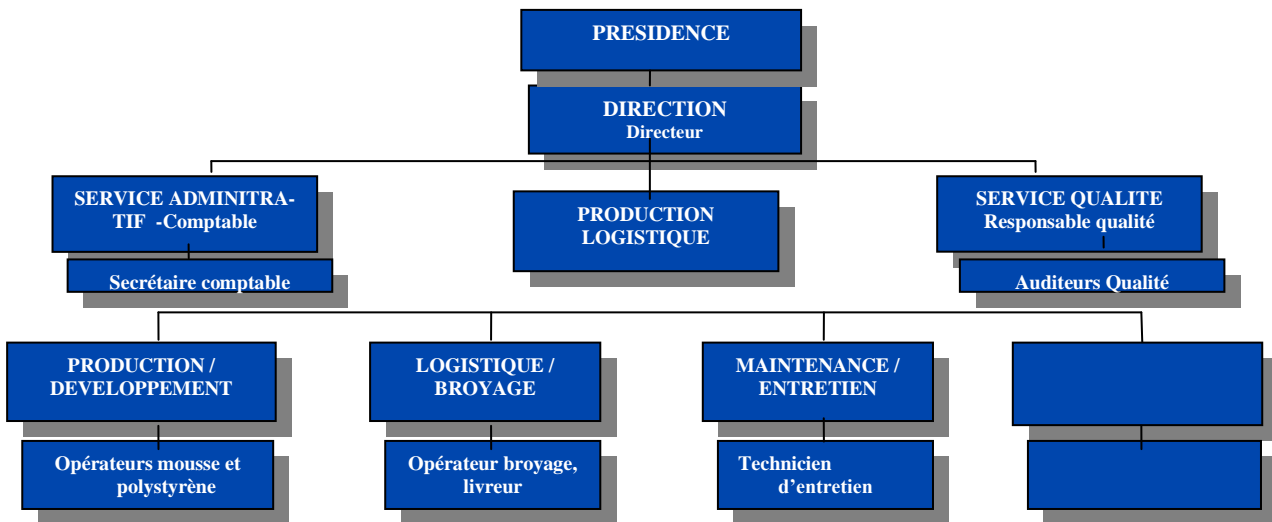 PRESIDENCE
DIRECTION
Directeur
SERVICE ADMINITRA-
TIF -Comptable
Secrétaire comptable
PRODUCTION
LOGISTIQUE
SERVICE QUALITE
Responsable qualité
Auditeurs Qualité
PRODUCTION /
DEVELOPPEMENT
Opérateurs mousse et
polystyrène
LOGISTIQUE /
BROYAGE
Opérateur broyage,
livreur
MAINTENANCE /
ENTRETIEN
Technicien
d’entretien